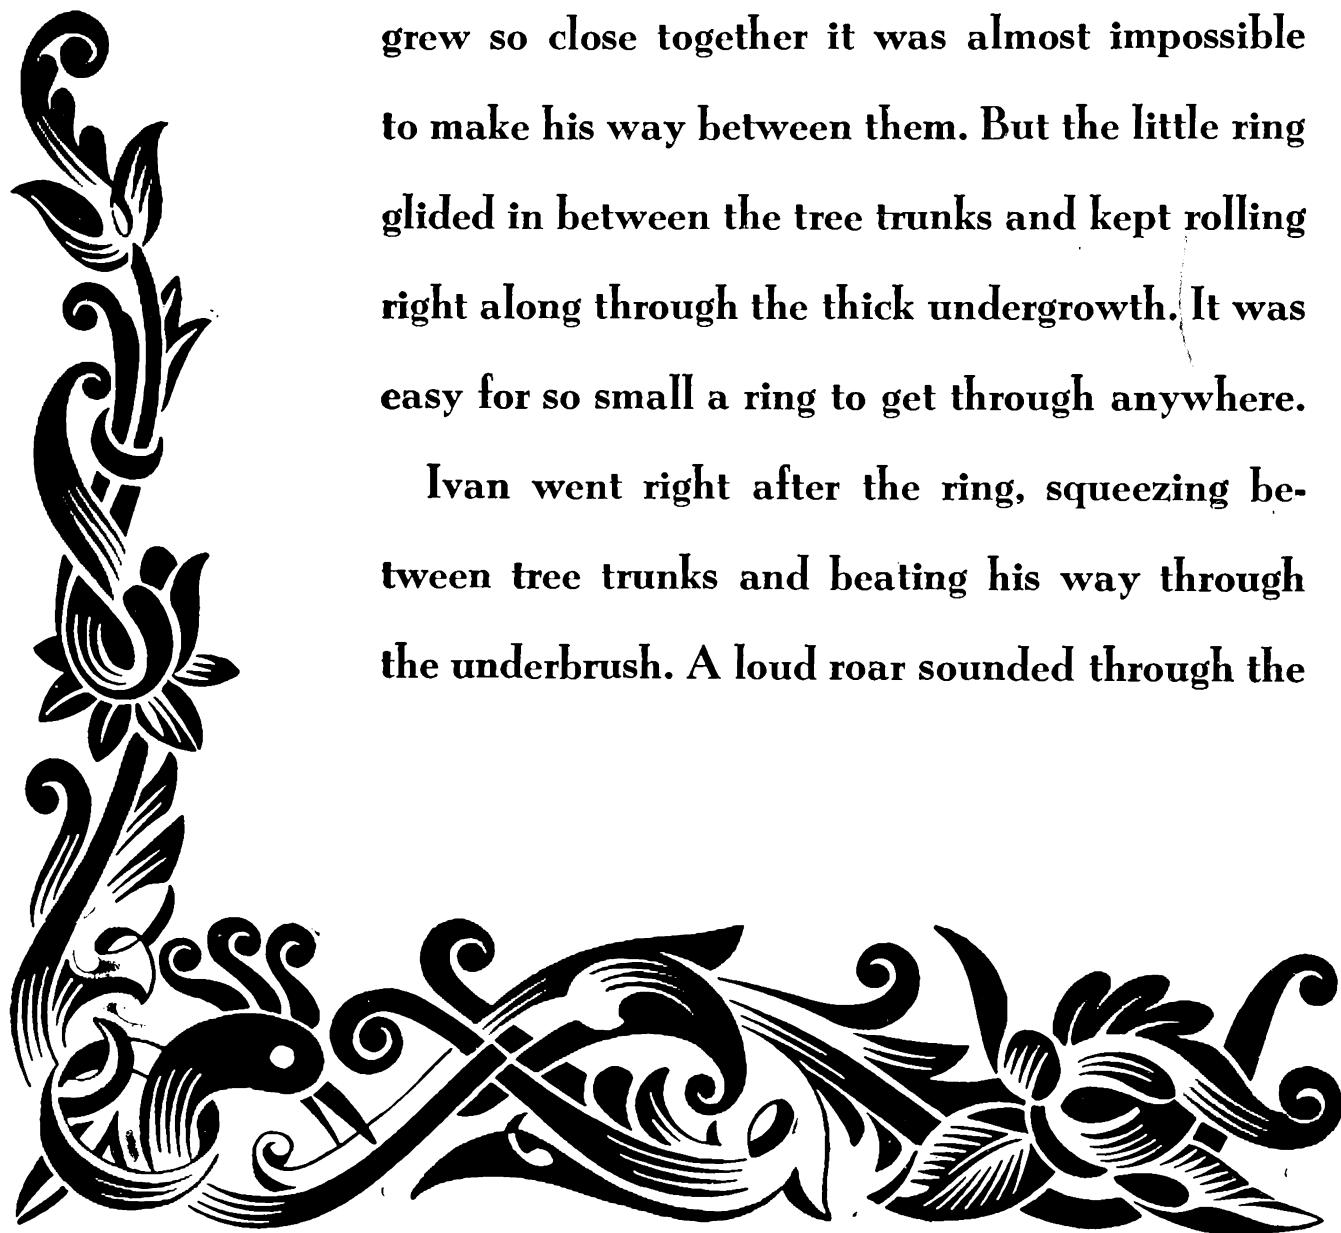 grew so close together it was almost impossible
to make his way between them. But the little ring
glided in between the tree trunks and kept rolling
right along through the thick undergrowth. It was
easy for so small a ring to get through anywhere.
Ivan went right after the ring, squeezing be-
tween tree trunks and beating his way through
the underbrush. A loud roar sounded through the